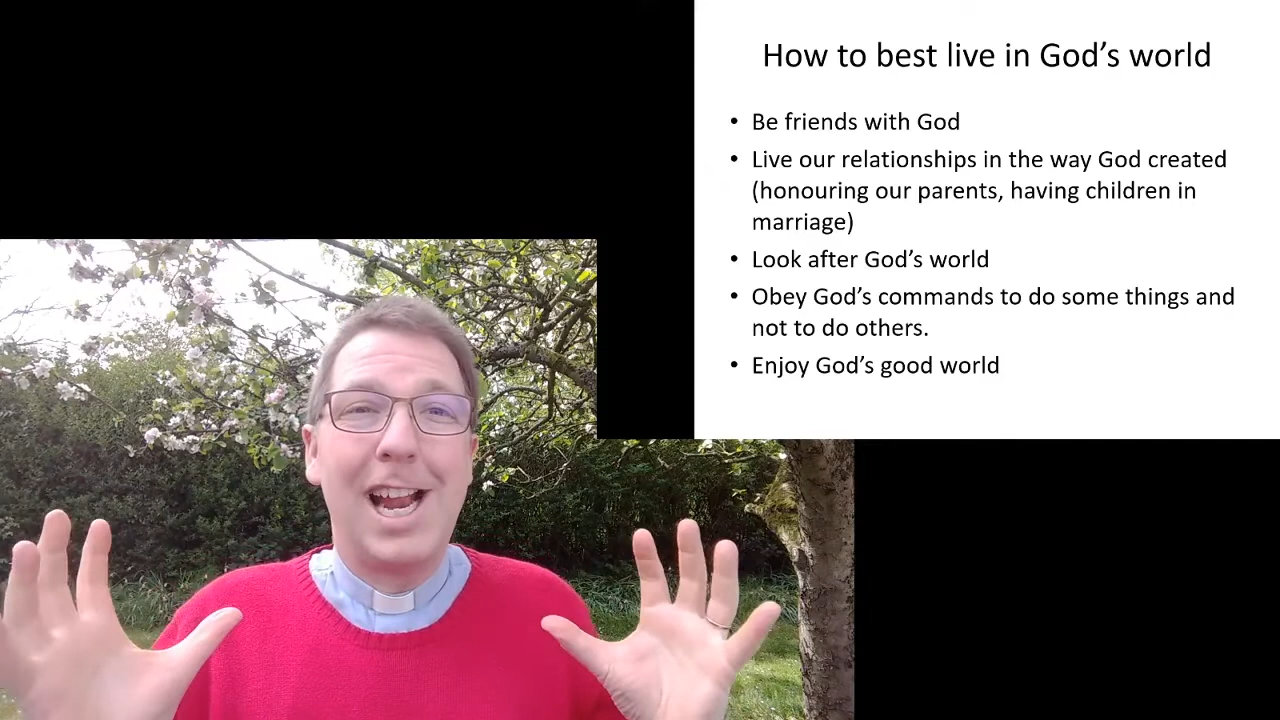 How to best live in God’s world
• Be friends with God
• Live our relationships in the way God created
(honouring our parents, having children in
marriage)
• Look after God’s world
• Obey God’s commands to do some things and
not to do others.
• Enjoy God’s good world